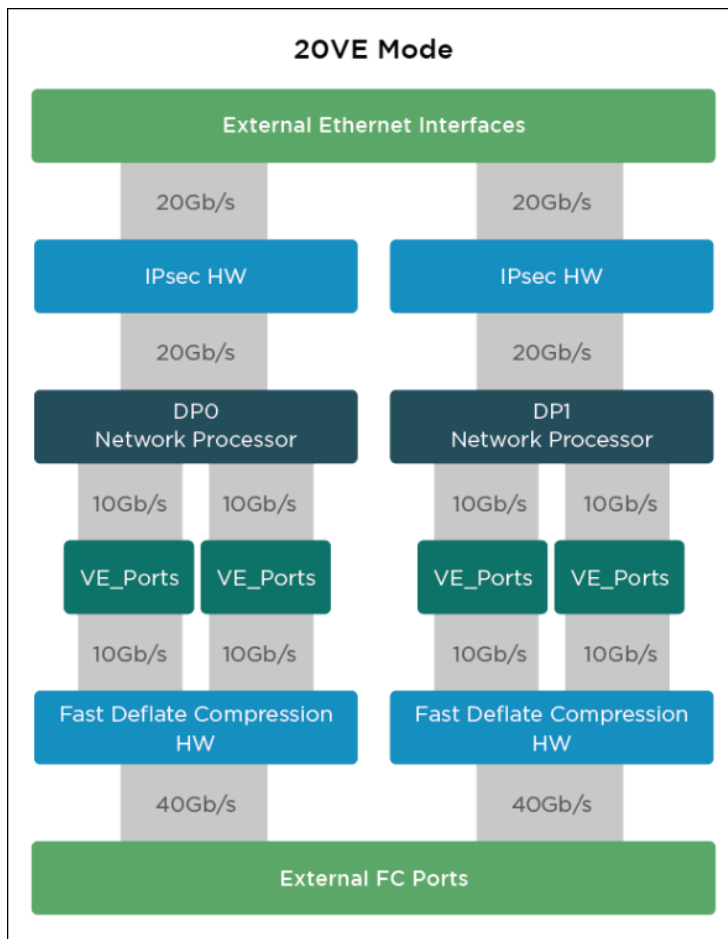 20VE Mode
External Ethernet Interfaces
20Gb/s 20Gb/s
IPsec HW IPsec HW
20Gb/s 20Gb/s
DP0 DP1
Network Processor Network Processor
10Gb/s 10Gb/s 10Gb/s 10Gb/s
VE_Ports VE_Ports VE_Ports VE_Ports
10Gb/s 10Gb/s 10Gb/s 10Gb/s
Fast Deflate Compression Fast Deflate Compression
HW HW
40Gb/s 40Gb/s
External FC Ports